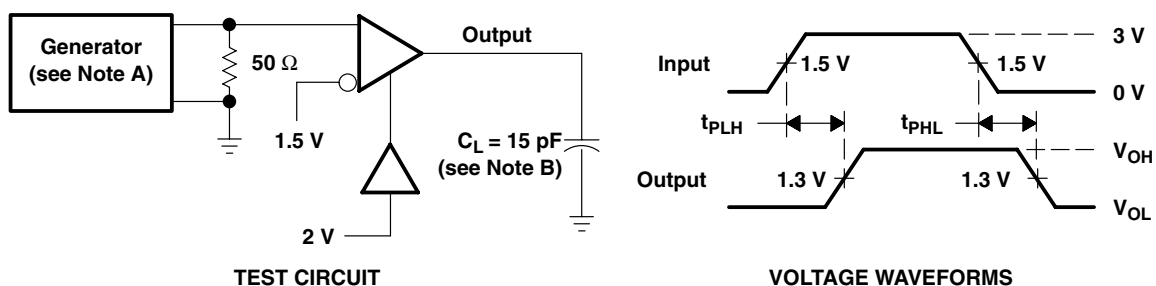 Generator
(see Note A)
50 Ω
Output
1.5 V
C_L = 15 pF
(see Note B)
2 V
TEST CIRCUIT
3 V
Input
1.5 V
1.5 V
0 V
t_PLH
t_PHL
V_OH
Output
1.3 V
1.3 V
V_OL
VOLTAGE WAVEFORMS